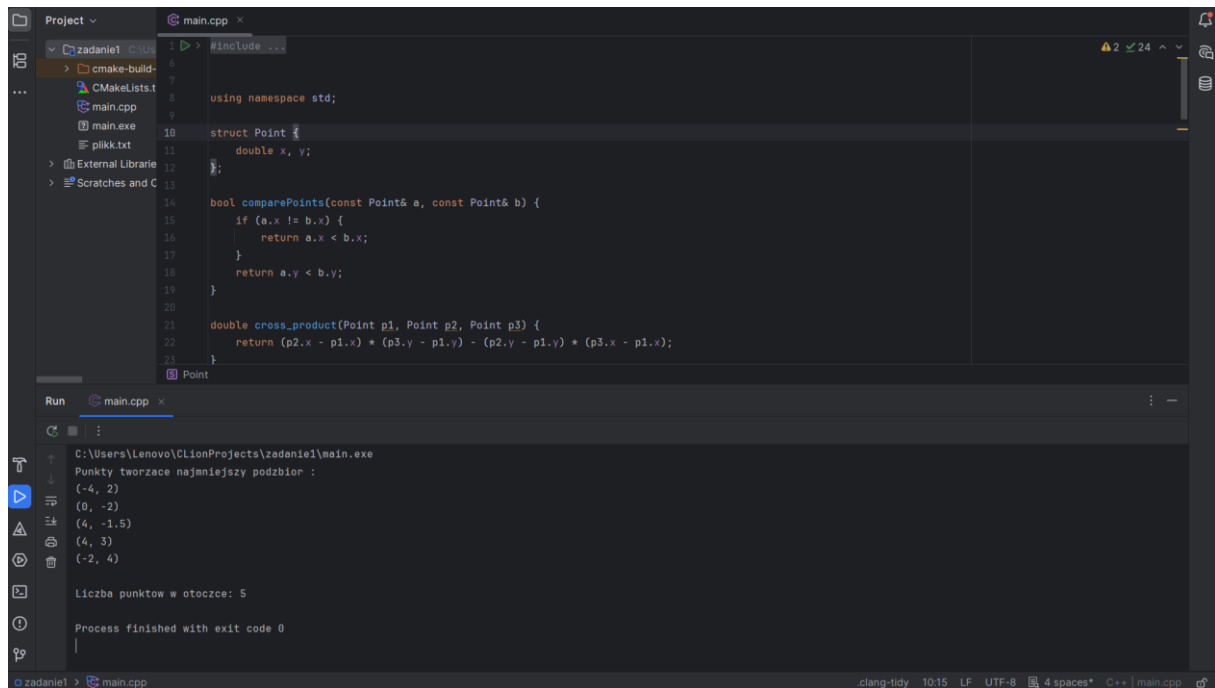 Project
main.cpp
zadanie1 C:\Us
cmake-build-
CMakeLists.t
main.cpp
main.exe
plikk.txt
External Librarie
Scratches and C
2 24
1 #include ...
6
7
8 using namespace std;
9
10 struct Point {
11 double x, y;
12 };
13
14 bool comparePoints(const Point& a, const Point& b) {
15 if (a.x != b.x) {
16 return a.x < b.x;
17 }
18 return a.y < b.y;
19 }
20
21 double cross_product(Point p1, Point p2, Point p3) {
22 return (p2.x - p1.x) * (p3.y - p1.y) - (p2.y - p1.y) * (p3.x - p1.x);
23 }
S Point
Run main.cpp
C:\Users\Lenovo\CLionProjects\zadanie1\main.exe
Punkty tworzace najmniejszy podzbior :
(-4, 2)
(0, -2)
(4, -1.5)
(4, 3)
(-2, 4)
Liczba punktow w otoczce: 5
Process finished with exit code 0
zadanie1 > main.cpp
.clang-tidy 10:15 LF UTF-8 4 spaces* C++ | main.cpp